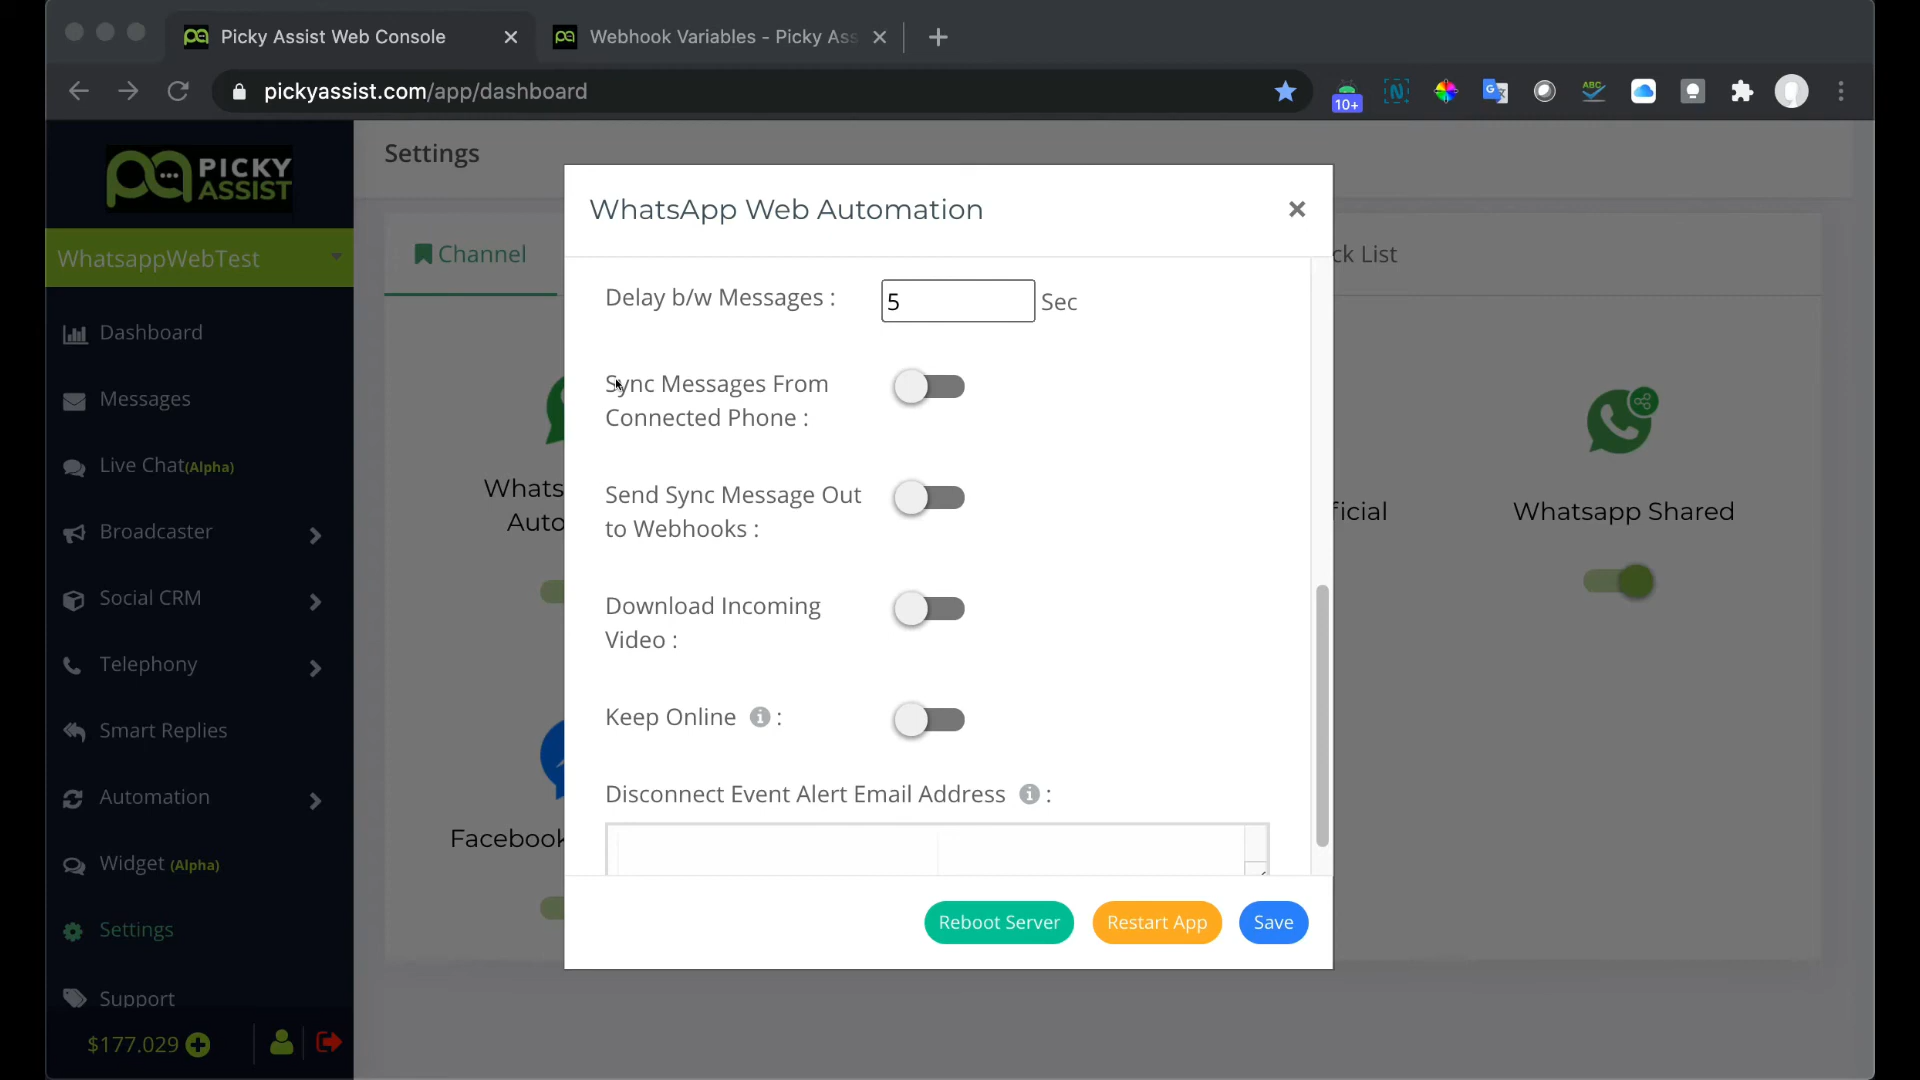 Picky Assist Web Console
Webhook Variables - Picky Ass
pickyassist.com/app/dashboard
10+
ABC
PICKY
ASSIST
WhatsappWebTest
Dashboard
Messages
Live Chat(Alpha)
Broadcaster
Social CRM
Telephony
Smart Replies
Automation
Widget (Alpha)
Settings
Support
$177.029
Settings
Channel
ck List
Whats
Auto
ficial
Whatsapp Shared
Facebook
WhatsApp Web Automation
Delay b/w Messages :
5
Sec
Sync Messages From
Connected Phone :
Send Sync Message Out
to Webhooks :
Download Incoming
Video :
Keep Online :
Disconnect Event Alert Email Address :
Reboot Server
Restart App
Save